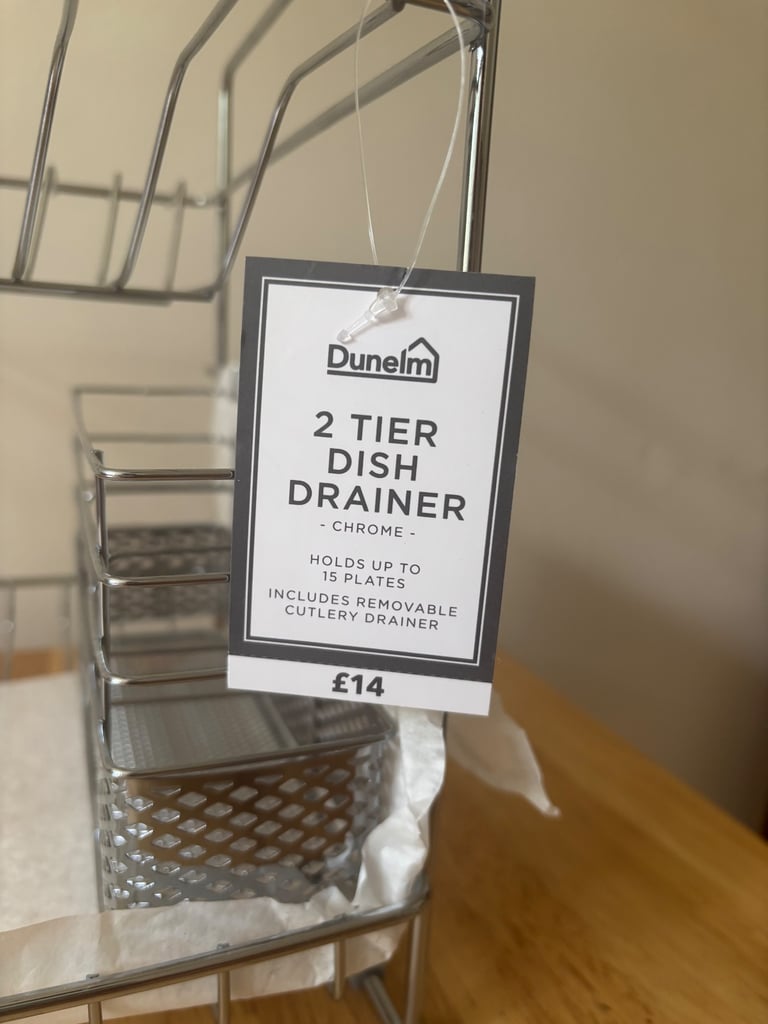 Dunelm
2 TIER
DISH
DRAINER
- CHROME -
HOLDS UP TO
15 PLATES
INCLUDES REMOVABLE
CUTLERY DRAINER
£14